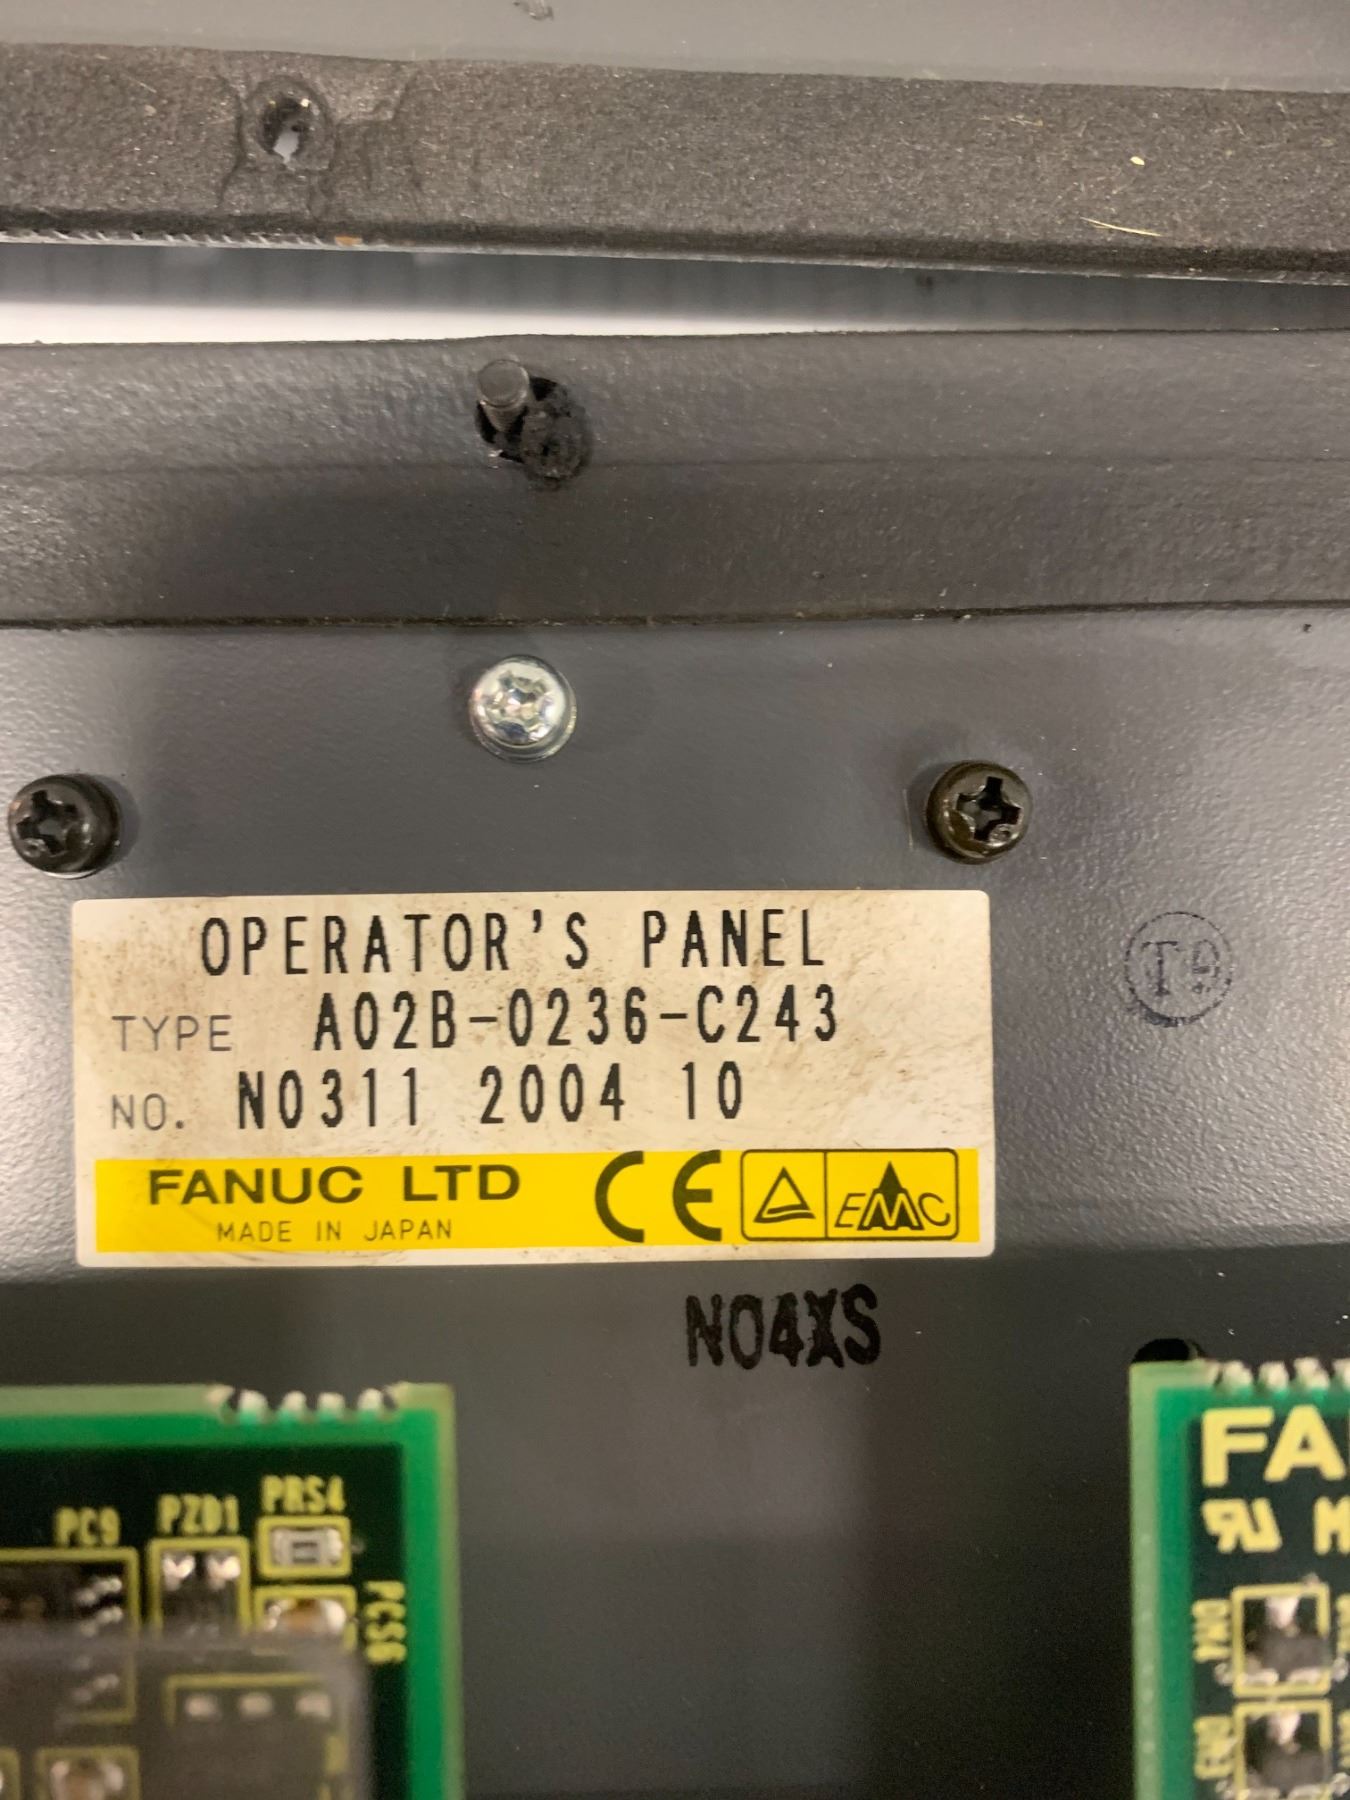 OPERATOR'S PANEL
TYPE A02B-0236-C243
NO. N0311 2004 10
FANUC LTD CE EMC
MADE IN JAPAN
N04XS
PRS4
PZD1
PC9
PC56
FA